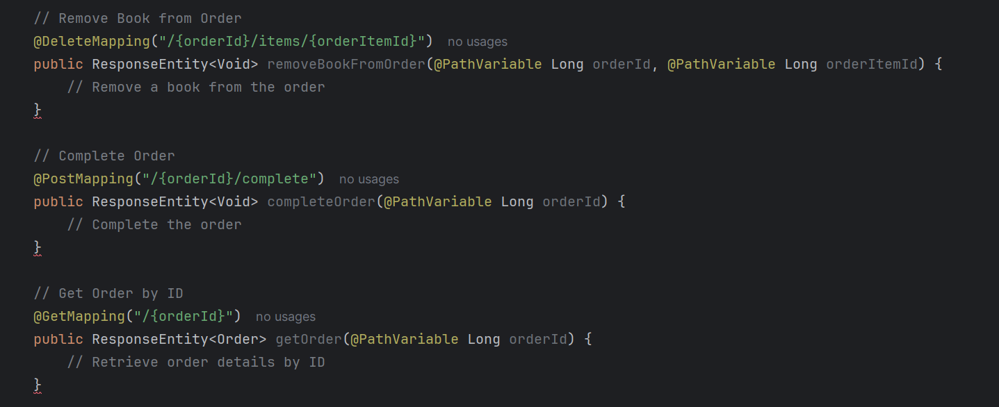 // Remove Book from Order
@DeleteMapping("/{orderId}/items/{orderItemId}") no usages
public ResponseEntity<Void> removeBookFromOrder(@PathVariable Long orderId, @PathVariable Long orderItemId) {
// Remove a book from the order
}
// Complete Order
@PostMapping("/{orderId}/complete") no usages
public ResponseEntity<Void> completeOrder(@PathVariable Long orderId) {
// Complete the order
}
// Get Order by ID
@GetMapping("/{orderId}") no usages
public ResponseEntity<Order> getOrder(@PathVariable Long orderId) {
// Retrieve order details by ID
}